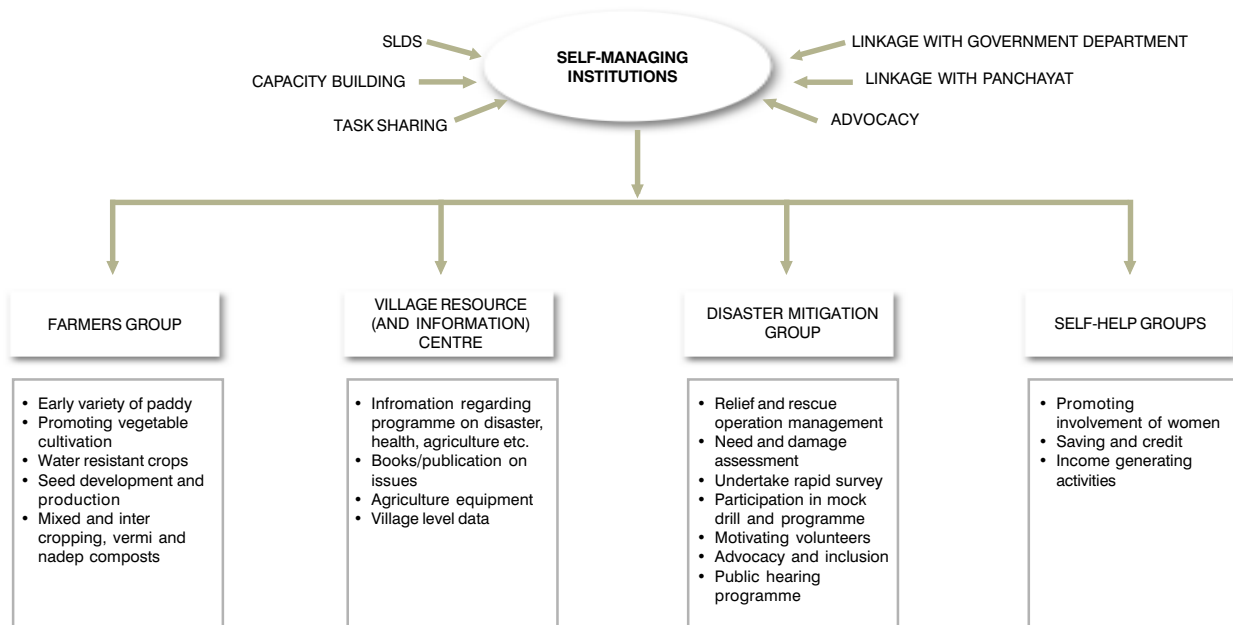 SLDS
CAPACITY BUILDING
TASK SHARING
SELF-MANAGING
INSTITUTIONS
LINKAGE WITH GOVERNMENT DEPARTMENT
LINKAGE WITH PANCHAYAT
ADVOCACY
FARMERS GROUP
• Early variety of paddy
• Promoting vegetable
cultivation
• Water resistant crops
• Seed development and
production
• Mixed and inter
cropping, vermi and
nadep composts
VILLAGE RESOURCE
(AND INFORMATION)
CENTRE
• Infromation regarding
programme on disaster,
health, agriculture etc.
• Books/publication on
issues
• Agriculture equipment
• Village level data
DISASTER MITIGATION
GROUP
• Relief and rescue
operation management
• Need and damage
assessment
• Undertake rapid survey
• Participation in mock
drill and programme
• Motivating volunteers
• Advocacy and inclusion
• Public hearing
programme
SELF-HELP GROUPS
• Promoting
involvement of women
• Saving and credit
• Income generating
activities